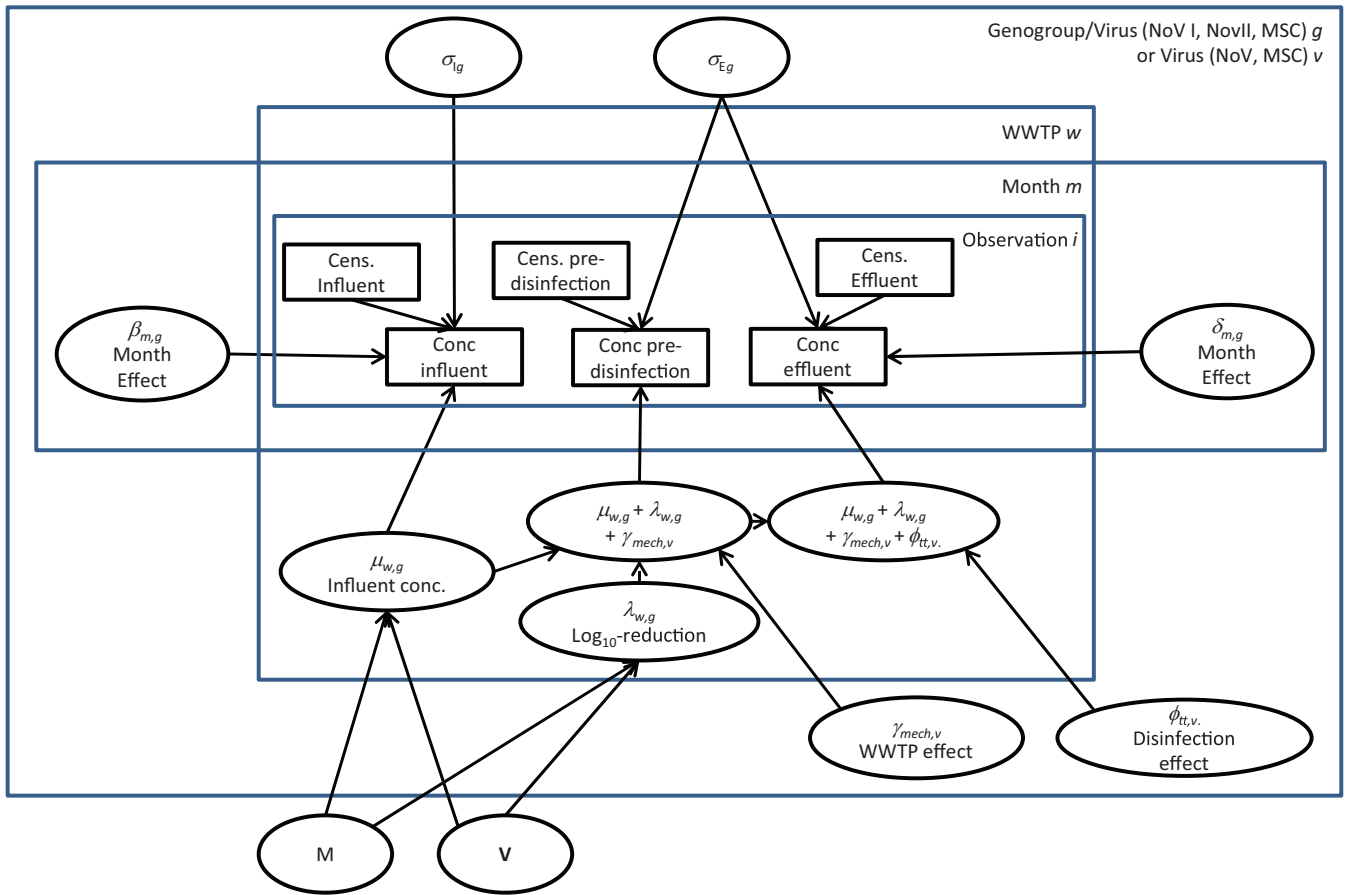 Genogroup/Virus (NoV I, NovII, MSC) g
or Virus (NoV, MSC) v
σIg
σEg
WWTP w
Month m
Observation i
Cens.
Influent
Cens. pre-
disinfection
Cens.
Effluent
βm,g
Month
Effect
Conc
influent
Conc pre-
disinfection
Conc
effluent
δm,g
Month
Effect
μw,g + λw,g
+ γmech,v
μw,g + λw,g
+ γmech,v + ϕtt,v.
μw,g
Influent conc.
λw,g
Log10-reduction
γmech,v
WWTP effect
ϕtt,v.
Disinfection
effect
M
V